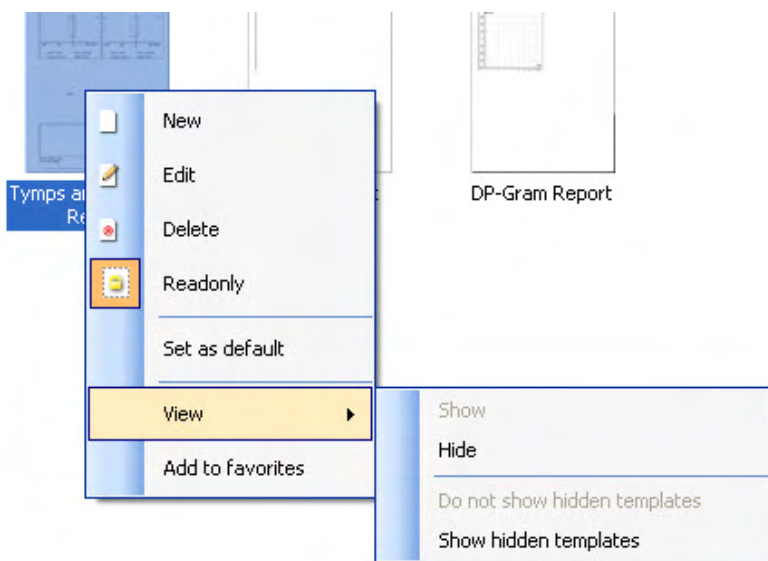 New
Edit
Tymps a
Re
DP-Gram Report
Delete
Readonly
Set as default
View
Show
Hide
Add to favorites
Do not show hidden templates
Show hidden templates